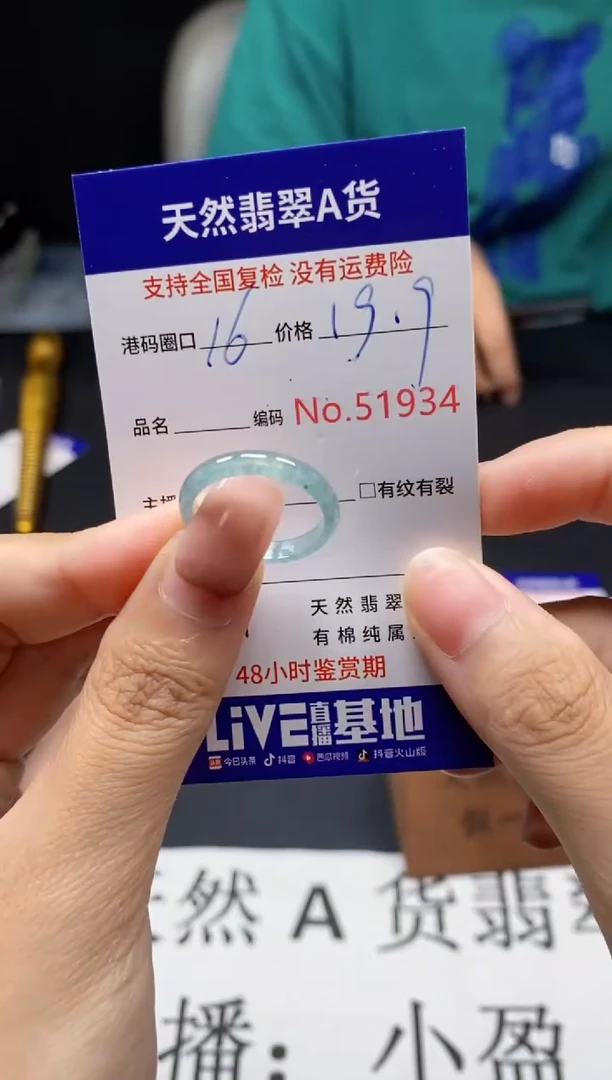 天然翡翠A货
支持全国复检 没有运费险
港码圈口 16 价格 19.9
品名 编码 No.51934
主播 □有纹有裂
天然翡翠
有棉纯属
48小时鉴赏期
LiVE直播基地
今日头条 抖音 西瓜视频 抖音火山版
然 A 货翡翠
播：小盈